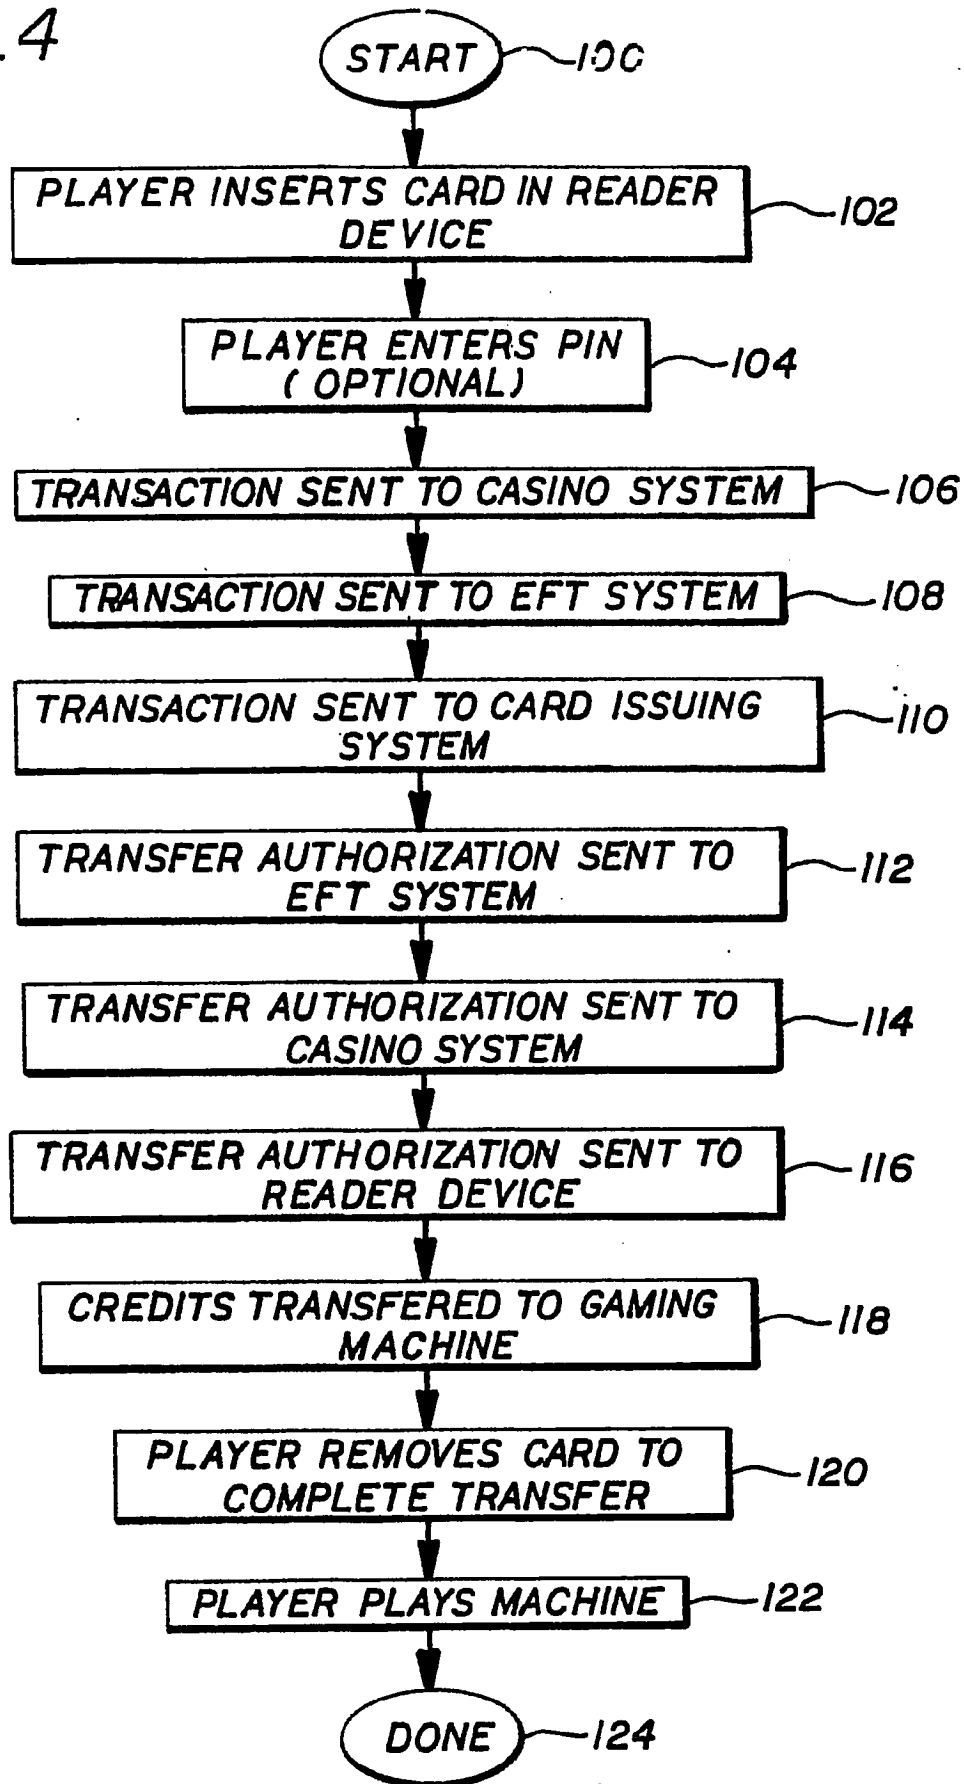 . 4
START
100
PLAYER INSERTS CARD IN READER
DEVICE
102
PLAYER ENTERS PIN
(OPTIONAL)
104
TRANSACTION SENT TO CASINO SYSTEM
106
TRANSACTION SENT TO EFT SYSTEM
108
TRANSACTION SENT TO CARD ISSUING
SYSTEM
110
TRANSFER AUTHORIZATION SENT TO
EFT SYSTEM
112
TRANSFER AUTHORIZATION SENT TO
CASINO SYSTEM
114
TRANSFER AUTHORIZATION SENT TO
READER DEVICE
116
CREDITS TRANSFERED TO GAMING
MACHINE
118
PLAYER REMOVES CARD TO
COMPLETE TRANSFER
120
PLAYER PLAYS MACHINE
122
DONE
124